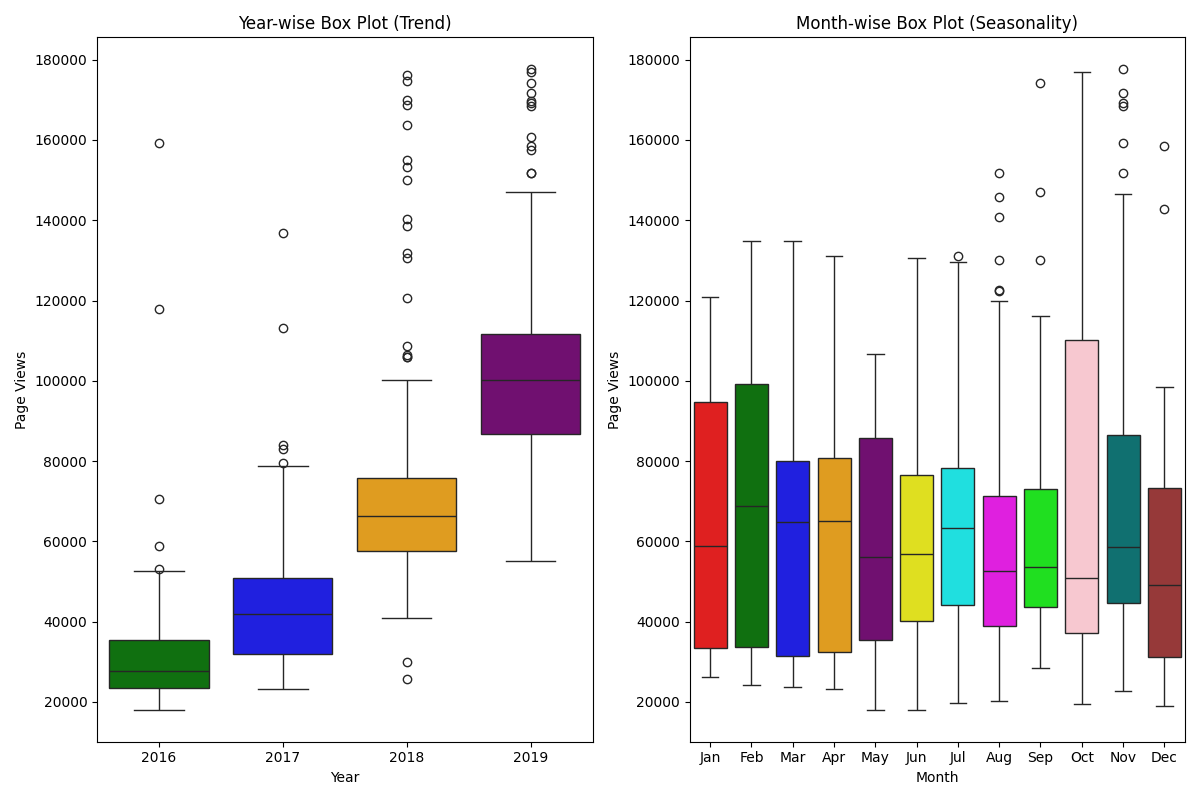 Year-wise Box Plot (Trend)
180000
160000
140000
120000
100000
80000
60000
40000
20000
Page Views
2016 2017 2018 2019
Year
Month-wise Box Plot (Seasonality)
180000
160000
140000
120000
100000
80000
60000
40000
20000
Page Views
Jan Feb Mar Apr May Jun Jul Aug Sep Oct Nov Dec
Month